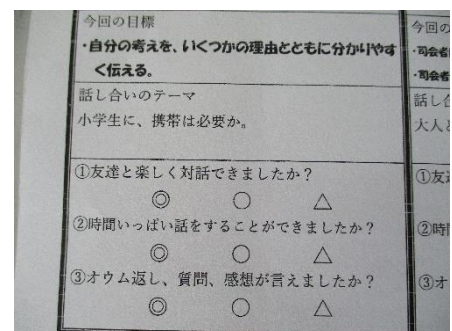 今回の目標
・自分の考えを、いくつかの理由とともに分かりやす
く伝える。
話し合いのテーマ
小学生に、携帯は必要か。
①友達と楽しく対話できましたか？
◎ ○ △
②時間いっぱい話をすることができましたか？
◎ ○ △
③オウム返し、質問、感想が言えましたか？
◎ ○ △
今回の
・司会者
・司会者
話し合
大人と
①友達
②時間
③オ